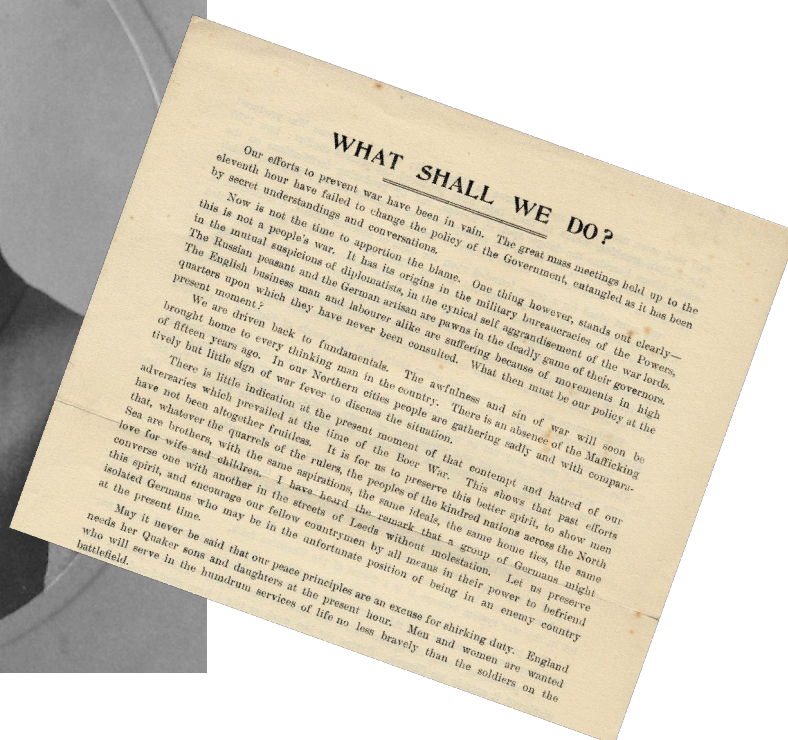 WHAT SHALL WE DO?
Our efforts to prevent war have been in vain. The great mass meetings held up to the
eleventh hour have failed to change the policy of the Government, entangled as it has been
by secret understandings and conversations.
Now is not the time to apportion the blame. One thing however, stands out clearly—
this is not a people's war. It has its origins in the military bureaucracies of the Powers,
in the mutual suspicions of diplomatists, in the cynical self aggrandisement of the war lords.
The Russian peasant and the German artisan are pawns in the deadly game of their governors.
The English business man and labourer alike are suffering because of movements in high
quarters upon which they have never been consulted. What then must be our policy at the
present moment?
We are driven back to fundamentals. The awfulness and sin of war will soon be
brought home to every thinking man in the country. There is an absence of the Mafficking
of fifteen years ago. In our Northern cities people are gathering sadly and with compara-
tively but little sign of war fever to discuss the situation.
There is little indication at the present moment of that contempt and hatred of our
adversaries which prevailed at the time of the Boer War. This shows that past efforts
have not been altogether fruitless. It is for us to preserve this better spirit, to show men
that, whatever the quarrels of the rulers, the peoples of the kindred nations across the North
Sea are brothers, with the same aspirations, the same ideals, the same home ties, the same
love for wife and children. I have heard the remark that a group of Germans might
converse one with another in the streets of Leeds without molestation. Let us preserve
this spirit, and encourage our fellow countrymen by all means in their power to befriend
isolated Germans who may be in the unfortunate position of being in an enemy country
at the present time.
May it never be said that our peace principles are an excuse for shirking duty. England
needs her Quaker sons and daughters at the present hour. Men and women are wanted
who will serve in the humdrum services of life no less bravely than the soldiers on the
battlefield.